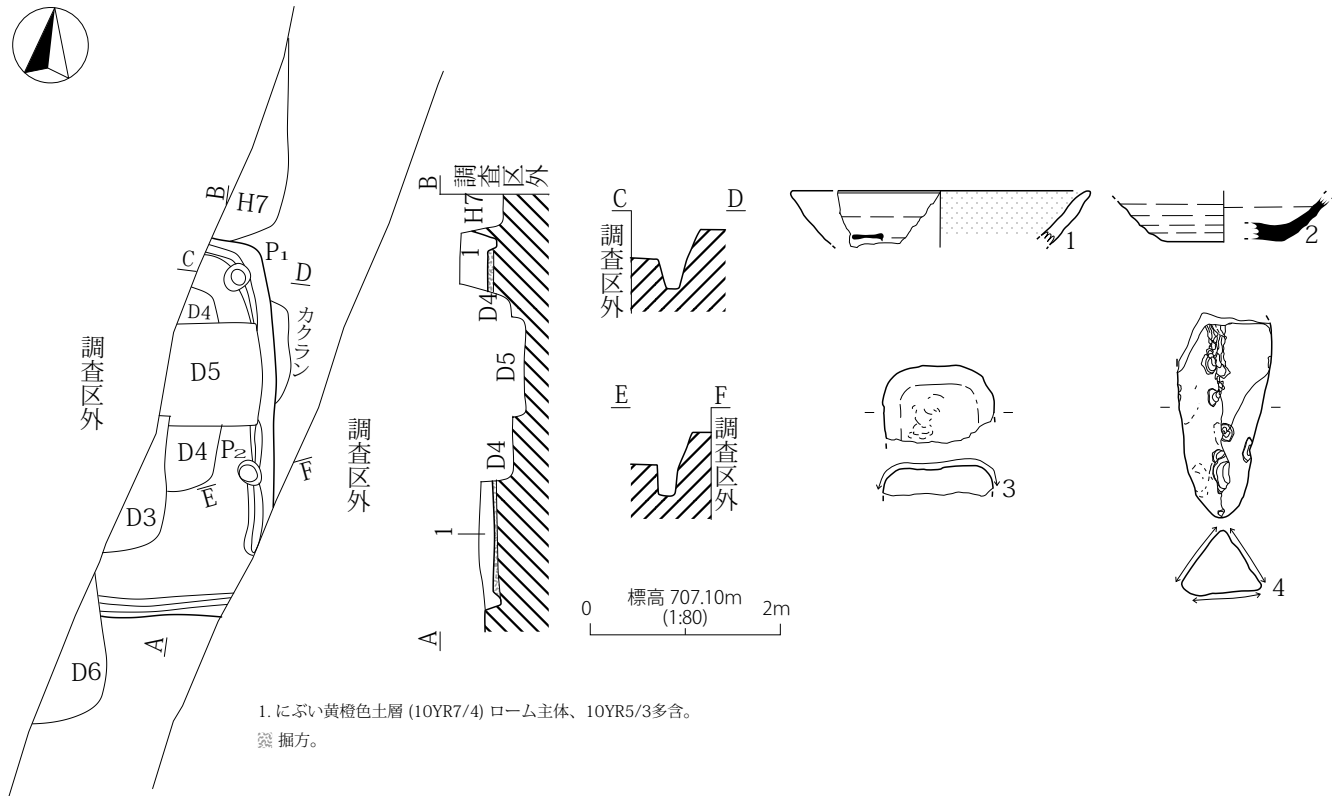 H7
B
C
P1
D
D4
カクラン
調査区外
D5
D4
P2
E
F
D3
調査区外
A
D6
B
調査区外
H7
1
D4
D5
D4
1
A
C
D
調査区外
E
F
調査区外
標高 707.10m
(1:80)
0
2m
1
2
3
4
1. にぶい黄橙色土層 (10YR7/4) ローム主体、10YR5/3多含。
掘方。